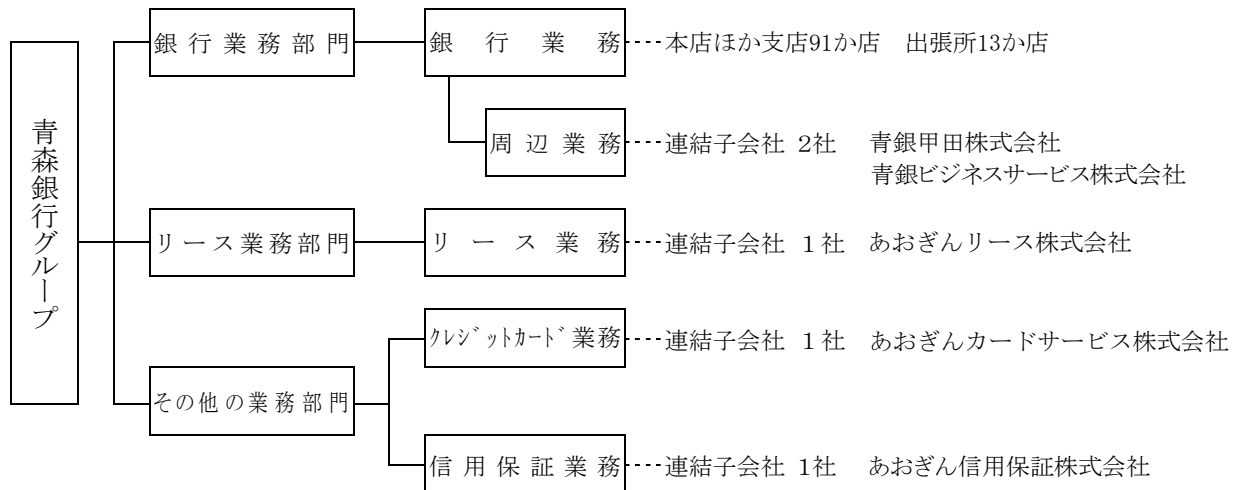 青森銀行グループ
銀行業務部門
銀行業務
本店ほか支店91か店 出張所13か店
周辺業務
連結子会社 2社 青銀甲田株式会社
青銀ビジネスサービス株式会社
リース業務部門
リース業務
連結子会社 1社 あおぎんリース株式会社
その他の業務部門
クレジットカード業務
連結子会社 1社 あおぎんカードサービス株式会社
信用保証業務
連結子会社 1社 あおぎん信用保証株式会社